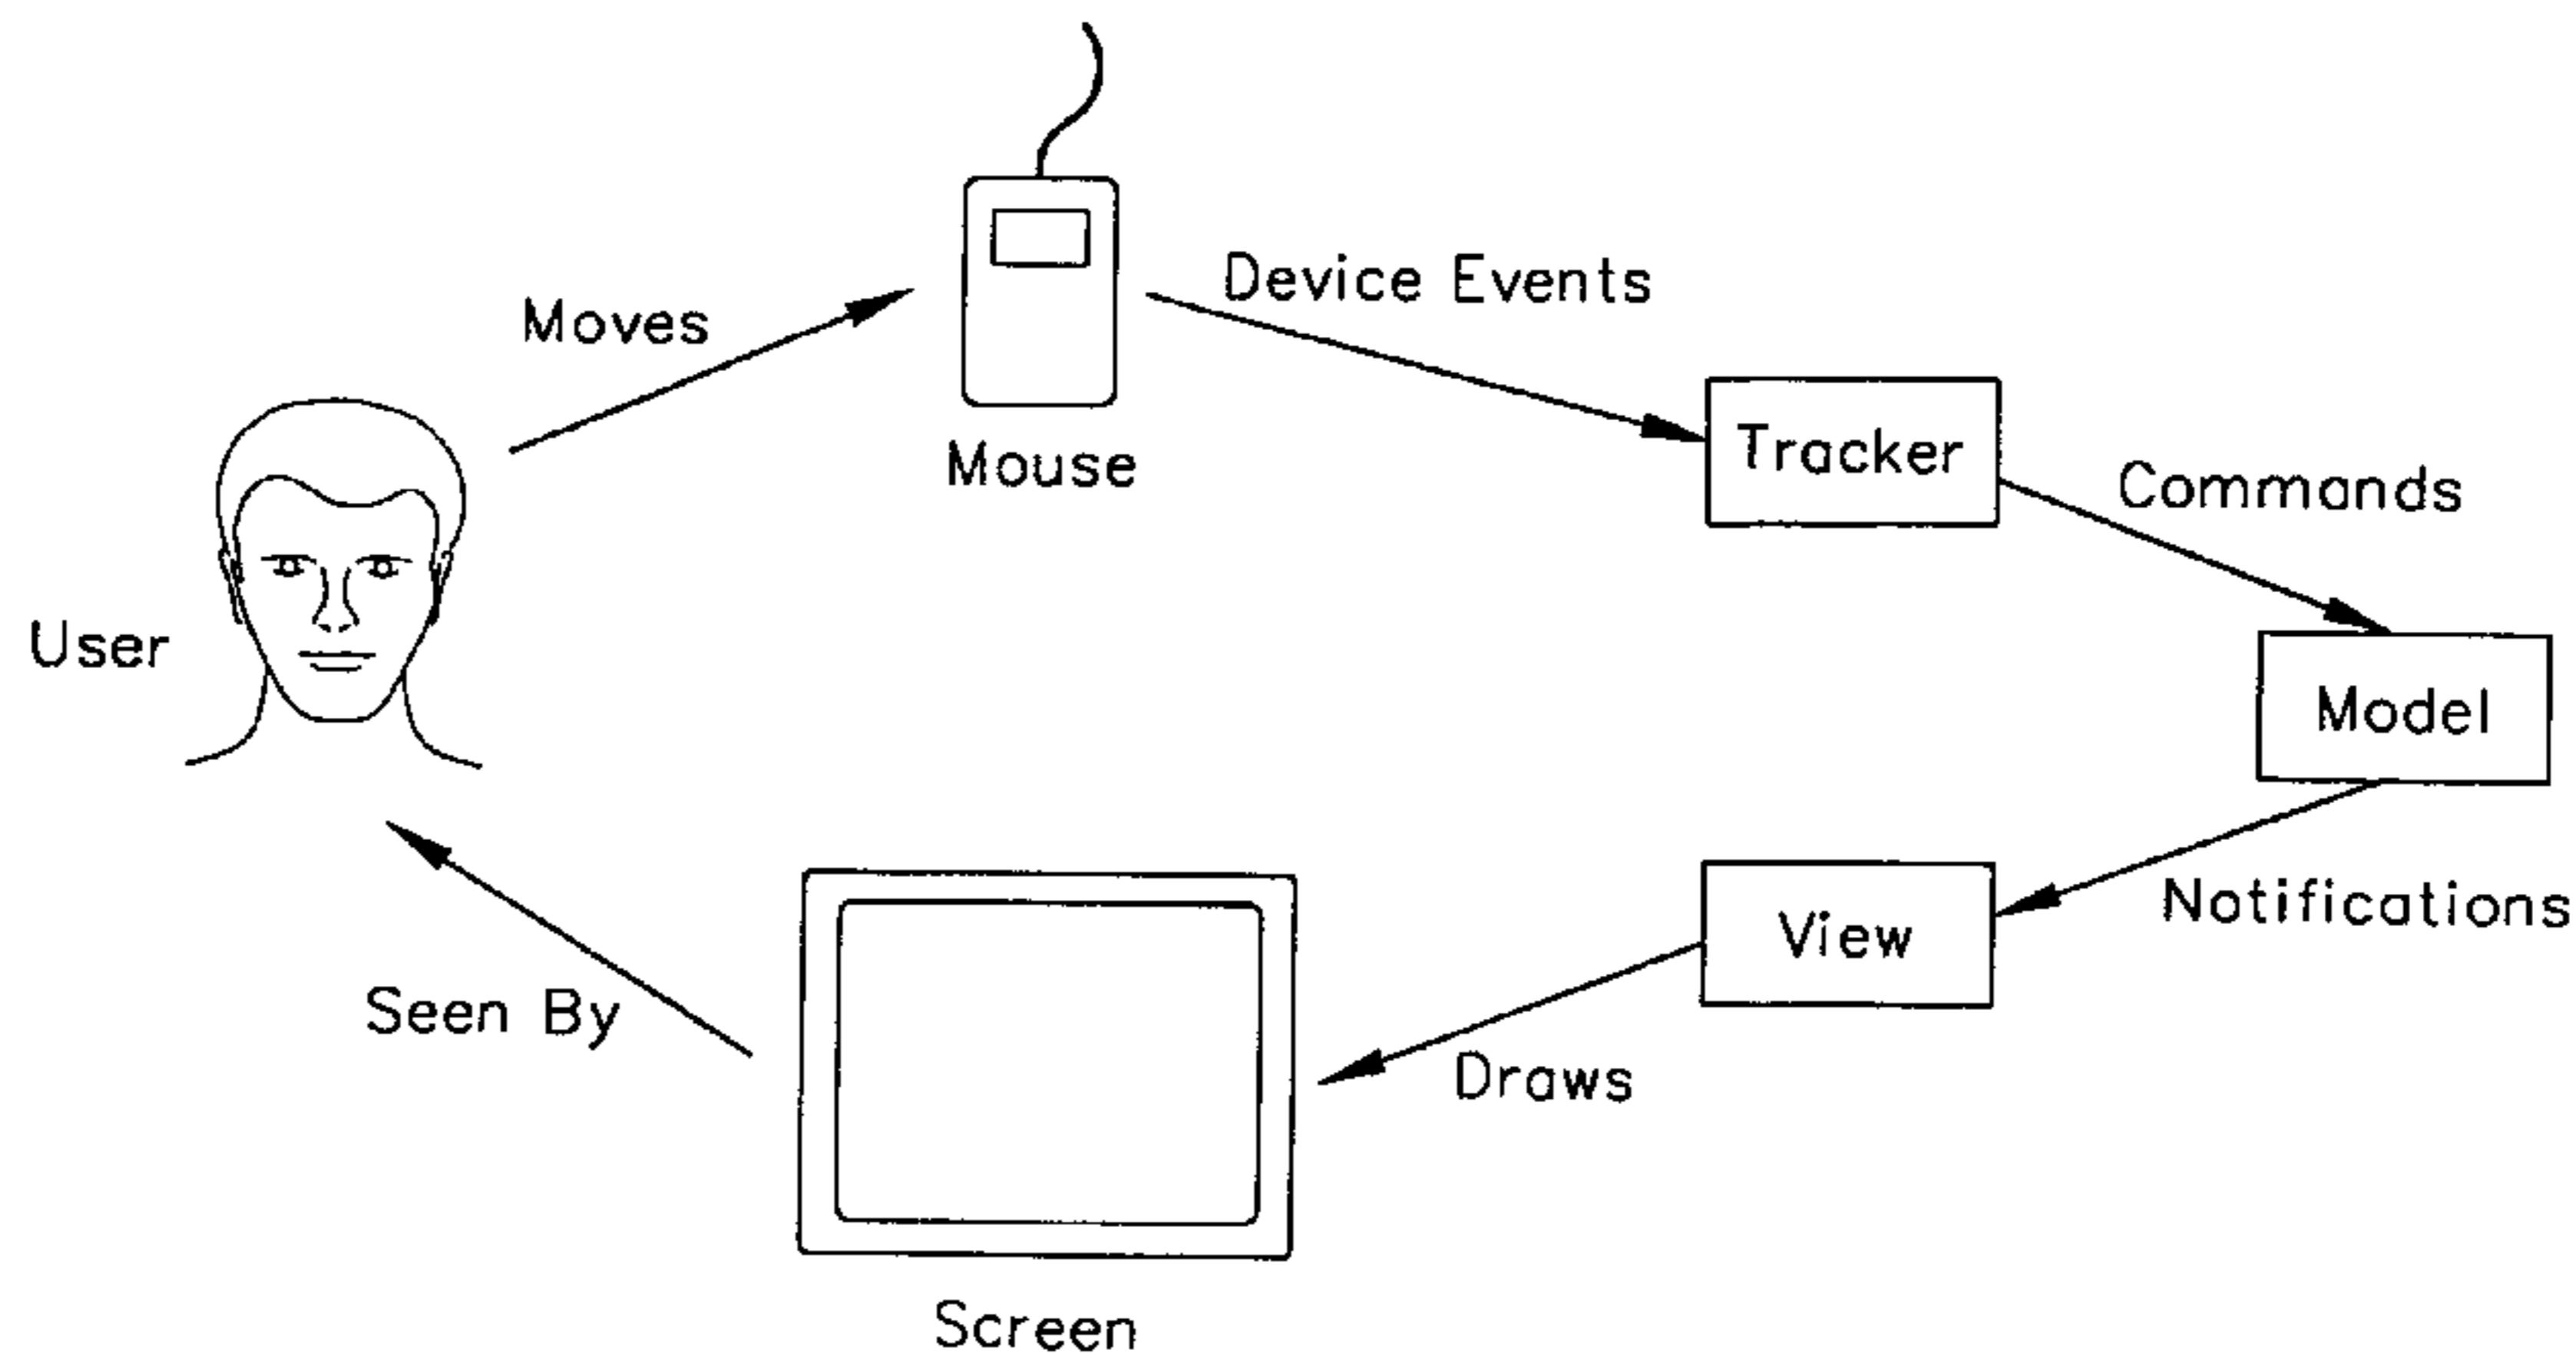 Device Events
Moves
Mouse
Tracker
Commands
User
Model
Notifications
View
Seen By
Draws
Screen